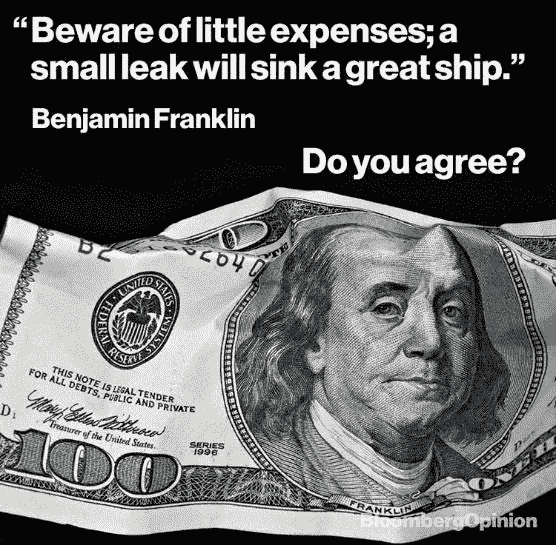 “Beware of little expenses; a
small leak will sink a great ship.”
Benjamin Franklin
Do you agree?
UNITED STATES
FEDERAL RESERVE SYSTEM
THIS NOTE IS LEGAL TENDER
FOR ALL DEBTS, PUBLIC AND PRIVATE
Treasurer of the United States.
SERIES
1996
100
FRANKLIN
BloombergOpinion